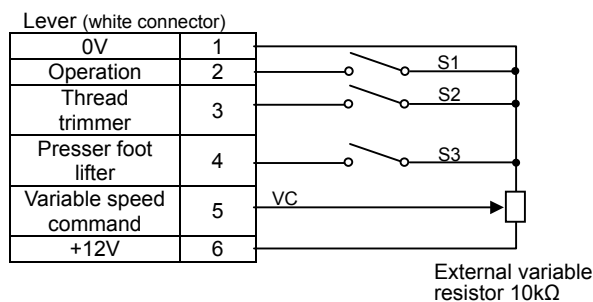 Lever (white connector)
0V 1
Operation 2 S1
Thread
trimmer 3 S2
Presser foot
lifter 4 S3
Variable speed
command 5 VC
+12V 6
External variable
resistor 10kΩ